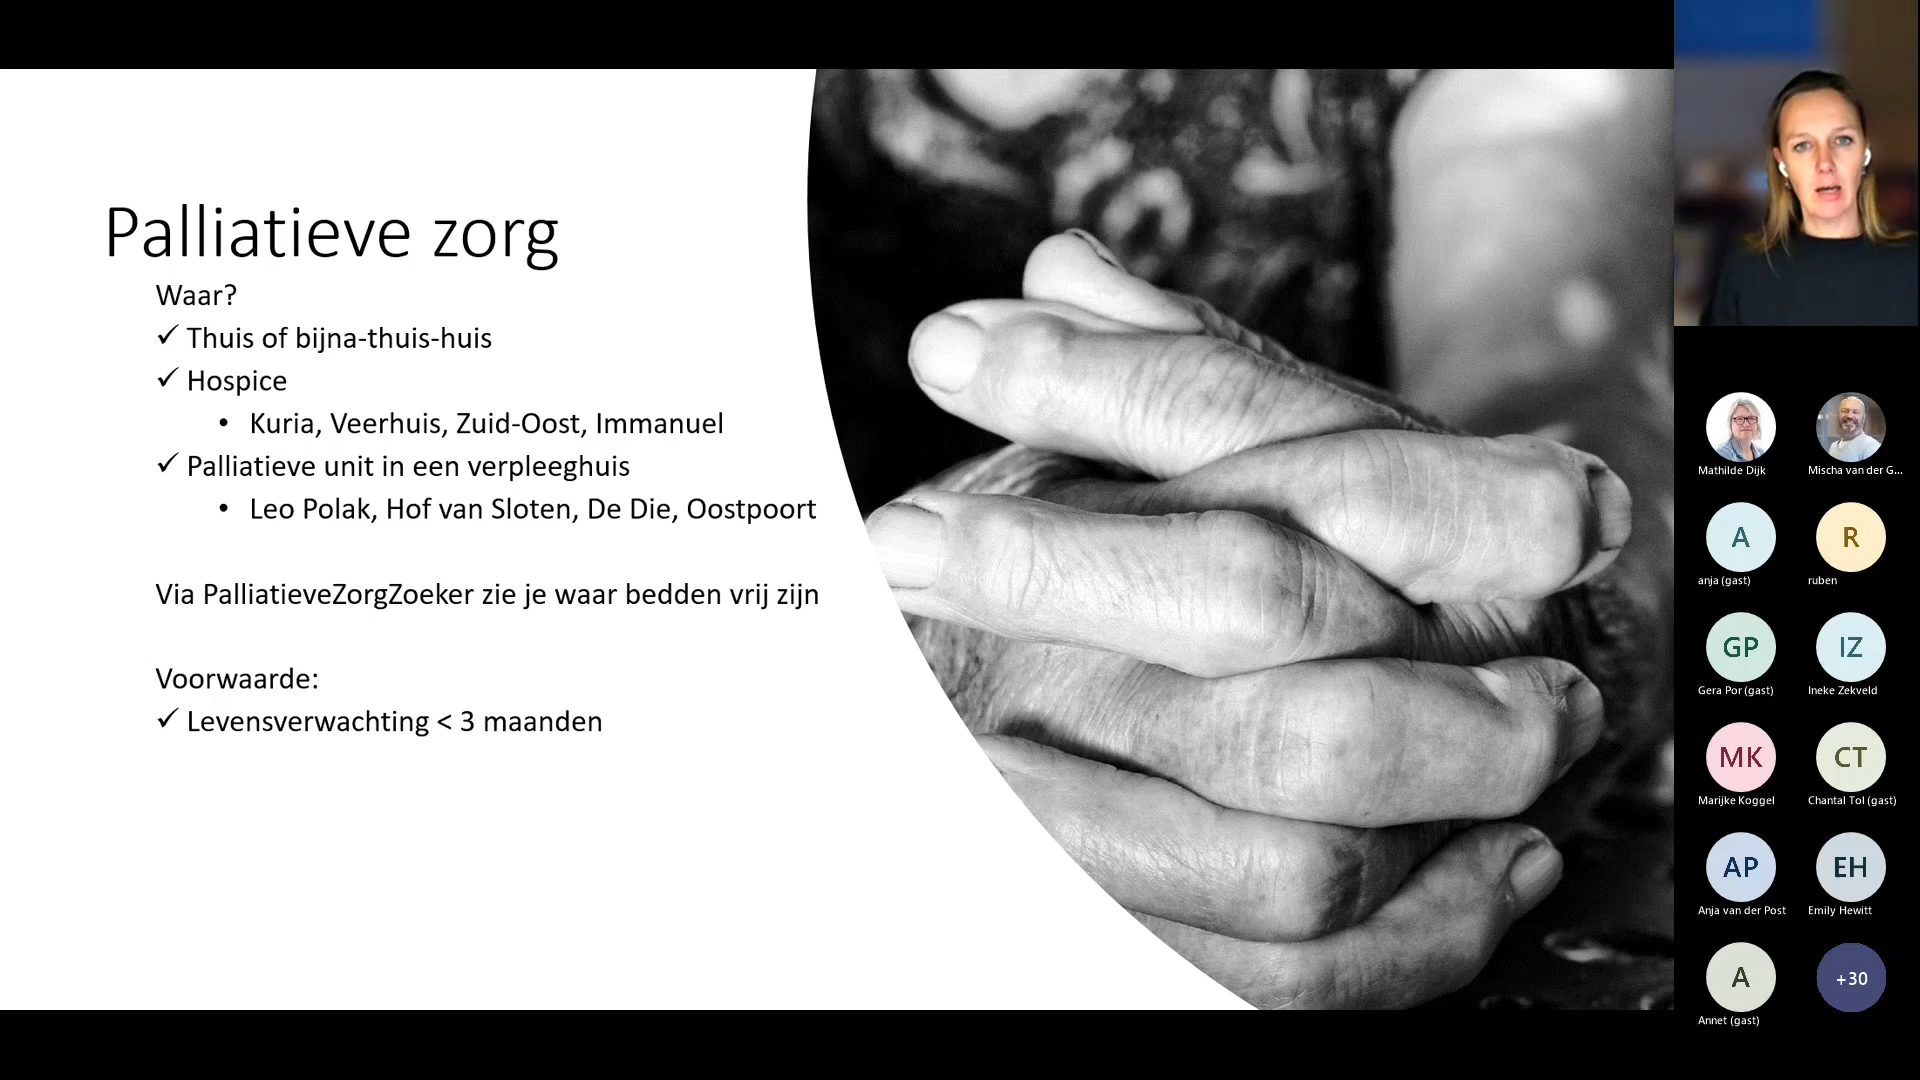 Palliatieve zorg
Waar?
✓ Thuis of bijna-thuis-huis
✓ Hospice
• Kuria, Veerhuis, Zuid-Oost, Immanuel
✓ Palliatieve unit in een verpleeghuis
• Leo Polak, Hof van Sloten, De Die, Oostpoort
Via PalliatieveZorgZoeker zie je waar bedden vrij zijn
Voorwaarde:
✓ Levensverwachting < 3 maanden
Mathilde Dijk
Mischa van der G...
A
R
anja (gast)
ruben
GP
IZ
Gera Por (gast)
Ineke Zekveld
MK
CT
Marijke Koggel
Chantal Tol (gast)
AP
EH
Anja van der Post
Emily Hewitt
A
+30
Annet (gast)